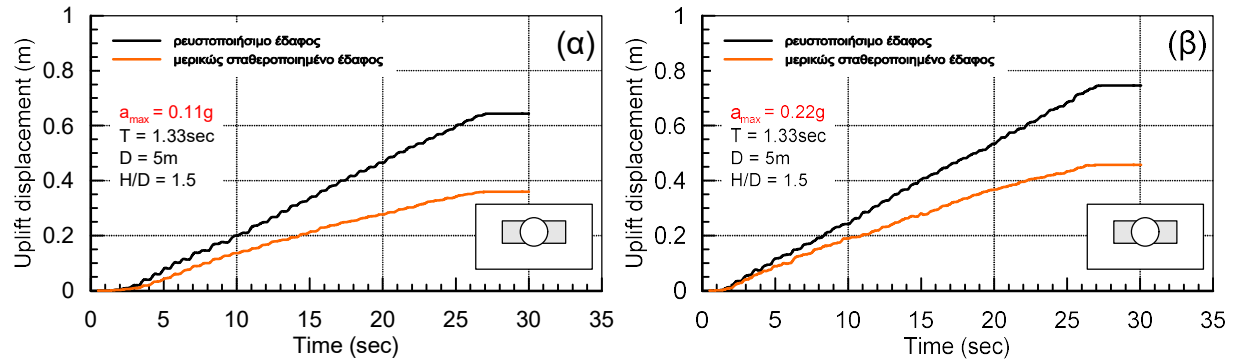 Uplift displacement (m)
1
0.8
0.6
0.4
0.2
0
ρευστοποιήσιμο έδαφος
μερικώς σταθεροποιημένο έδαφος
(α)
a_max = 0.11g
T = 1.33sec
D = 5m
H/D = 1.5
0 5 10 15 20 25 30 35
Time (sec)
Uplift displacement (m)
1
0.8
0.6
0.4
0.2
0
ρευστοποιήσιμο έδαφος
μερικώς σταθεροποιημένο έδαφος
(β)
a_max = 0.22g
T = 1.33sec
D = 5m
H/D = 1.5
0 5 10 15 20 25 30 35
Time (sec)